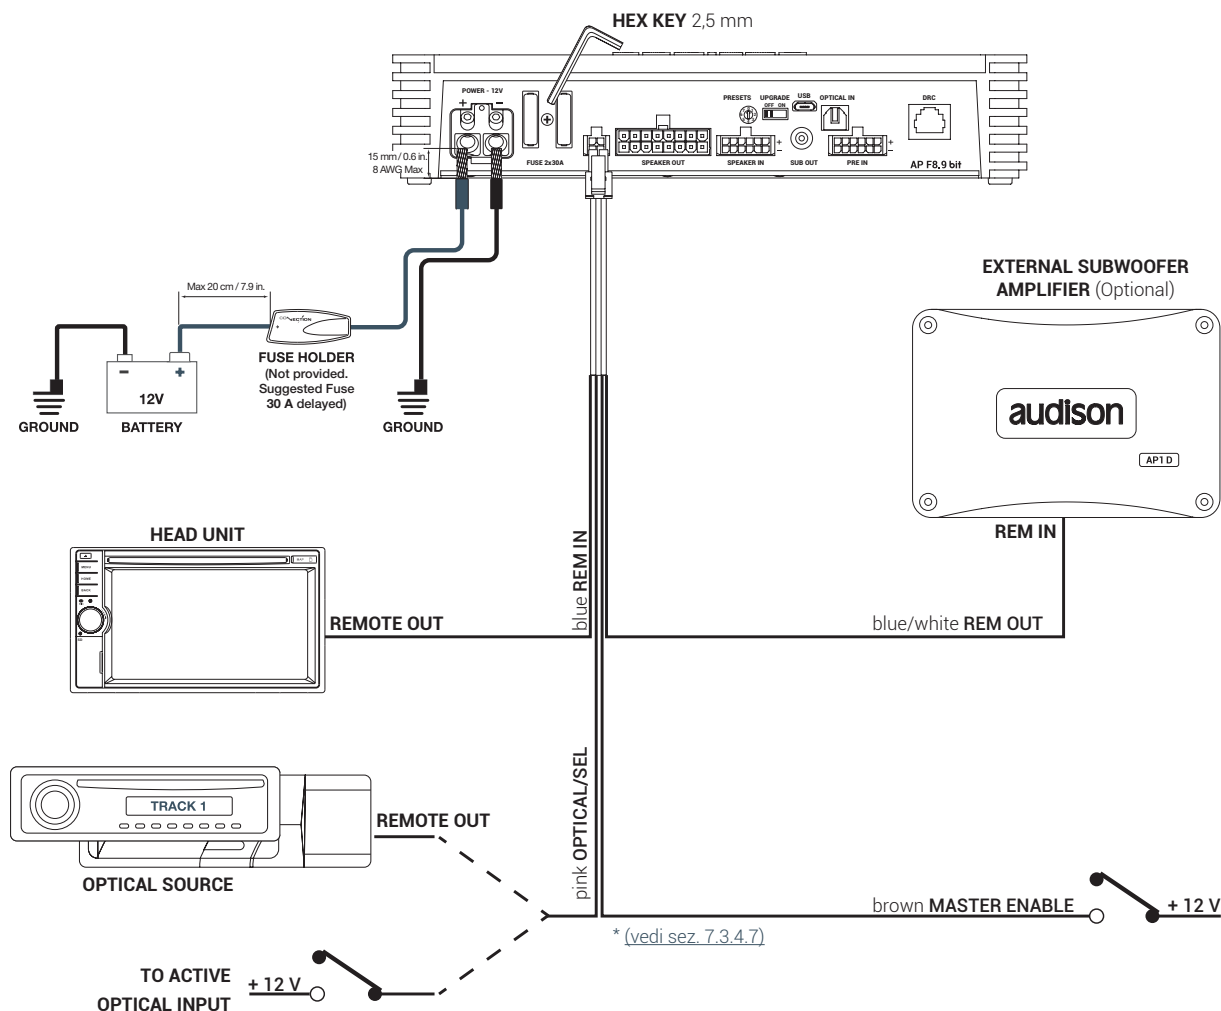 HEX KEY 2,5 mm
POWER - 12V
+ -
FUSE 2x30A
15 mm / 0.6 in.
8 AWG Max
SPEAKER OUT
PRESETS
UPGRADE
OFF ON
USB
OPTICAL IN
DRC
SPEAKER IN
+
-
SUB OUT
PRE IN
+
-
AP F8.9 bit
Max 20 cm / 7.9 in.
CONNECTION
FUSE HOLDER
(Not provided.
Suggested Fuse
30 A delayed)
- +
12V
BATTERY
GROUND
GROUND
EXTERNAL SUBWOOFER
AMPLIFIER (Optional)
audison
AP1 D
REM IN
HEAD UNIT
MENU
HOME
BACK
REMOTE OUT
blue REM IN
blue/white REM OUT
TRACK 1
REMOTE OUT
OPTICAL SOURCE
pink OPTICAL/SEL
brown MASTER ENABLE
+ 12 V
* (vedi sez. 7.3.4.7)
TO ACTIVE
OPTICAL INPUT
+ 12 V